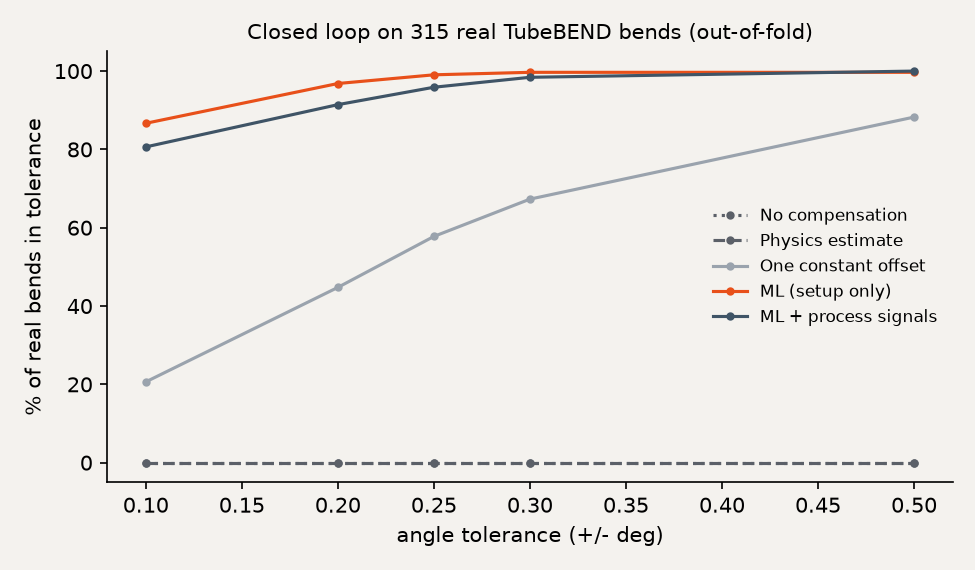 Closed loop on 315 real TubeBEND bends (out-of-fold)
% of real bends in tolerance
100
80
60
40
20
0
No compensation
Physics estimate
One constant offset
ML (setup only)
ML + process signals
0.10 0.15 0.20 0.25 0.30 0.35 0.40 0.45 0.50
angle tolerance (+/- deg)